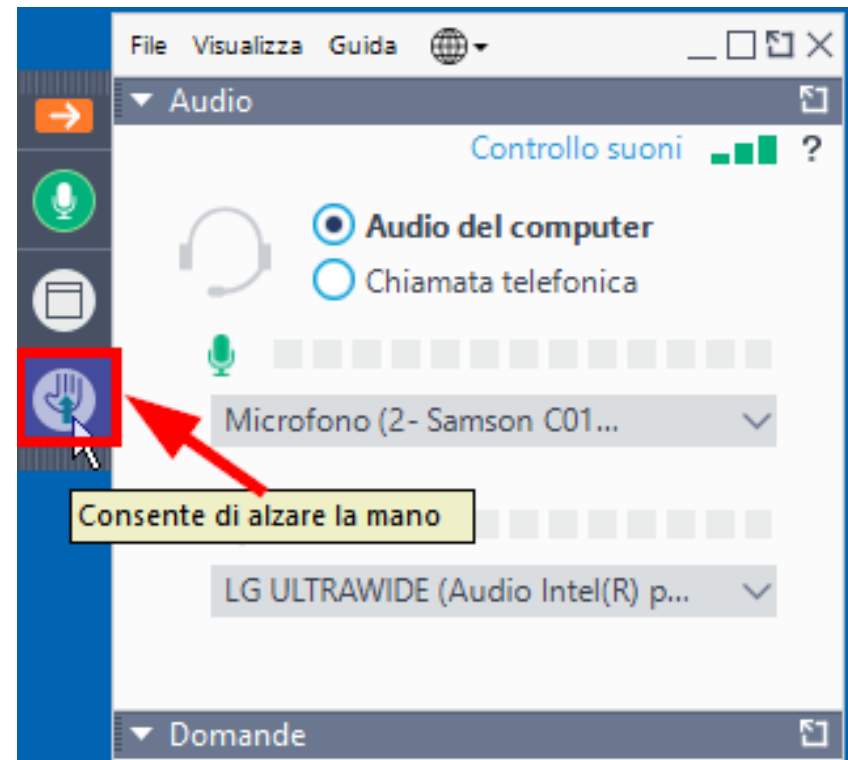 File Visualizza Guida
Audio
Controllo suoni ?
Audio del computer
Chiamata telefonica
Microfono (2- Samson C01...
Consente di alzare la mano
LG ULTRAWIDE (Audio Intel(R) p...
Domande